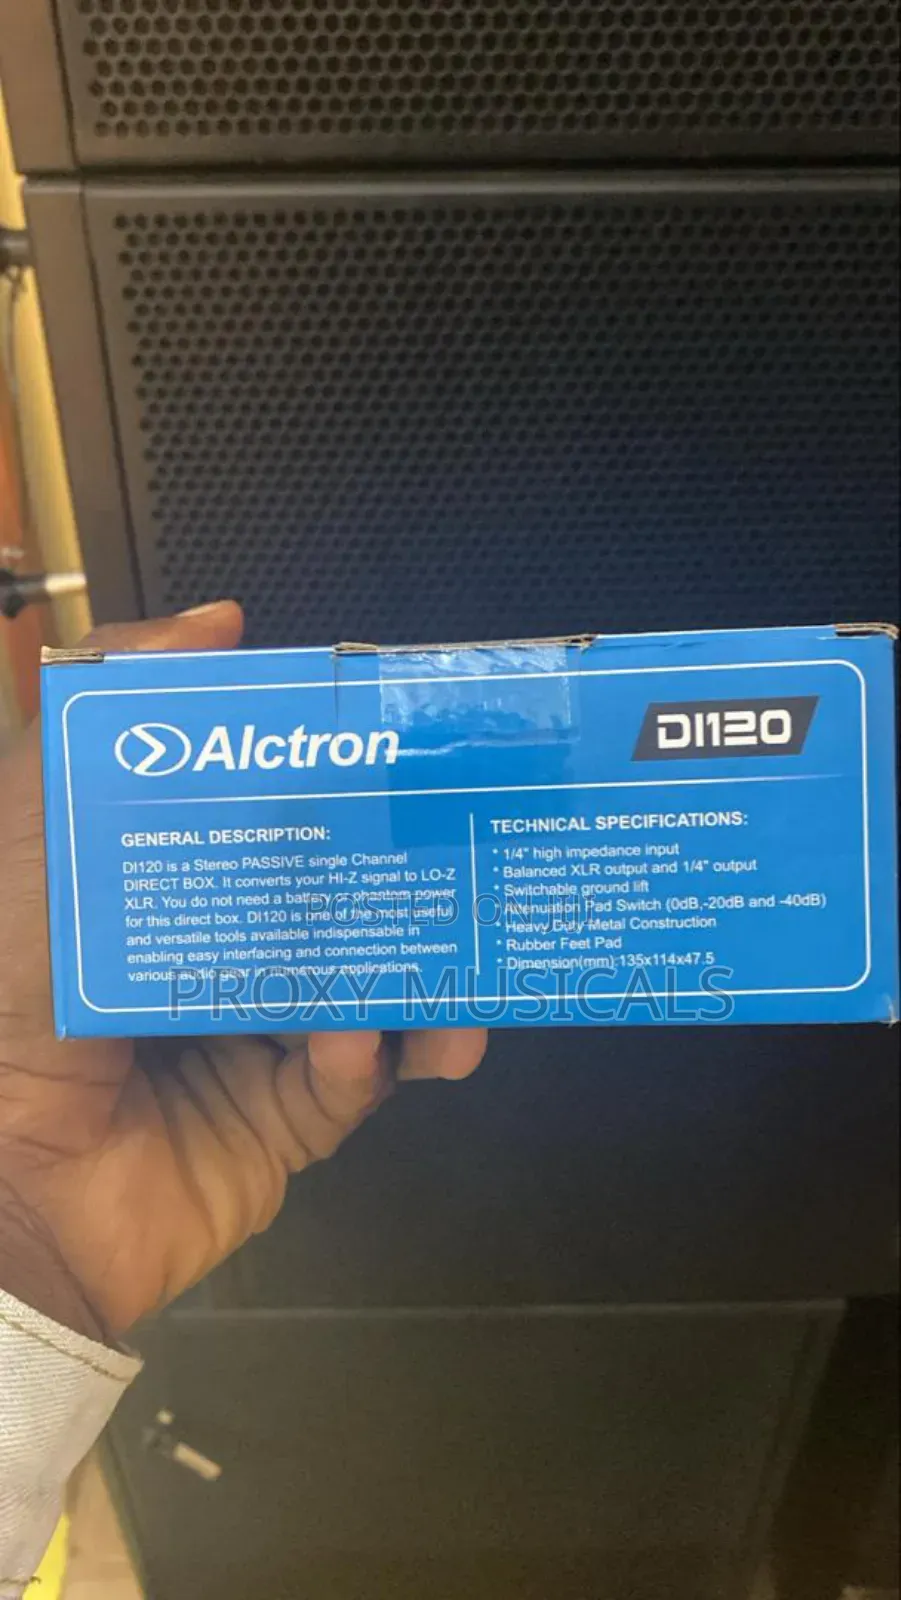 Alctron
DI120
GENERAL DESCRIPTION:
DI120 is a Stereo PASSIVE single Channel
DIRECT BOX. It converts your HI-Z signal to LO-Z
XLR. You do not need a battery or phantom power
for this direct box. DI120 is one of the most useful
and versatile tools available indispensable in
enabling easy interfacing and connection between
various audio gear in numerous applications.
TECHNICAL SPECIFICATIONS:
* 1/4" high impedance input
* Balanced XLR output and 1/4" output
* Switchable ground lift
* Attenuation Pad Switch (0dB,-20dB and -40dB)
* Heavy Duty Metal Construction
* Rubber Feet Pad
* Dimension(mm):135x114x47.5
POSTED ON JIJI
PROXY MUSICALS